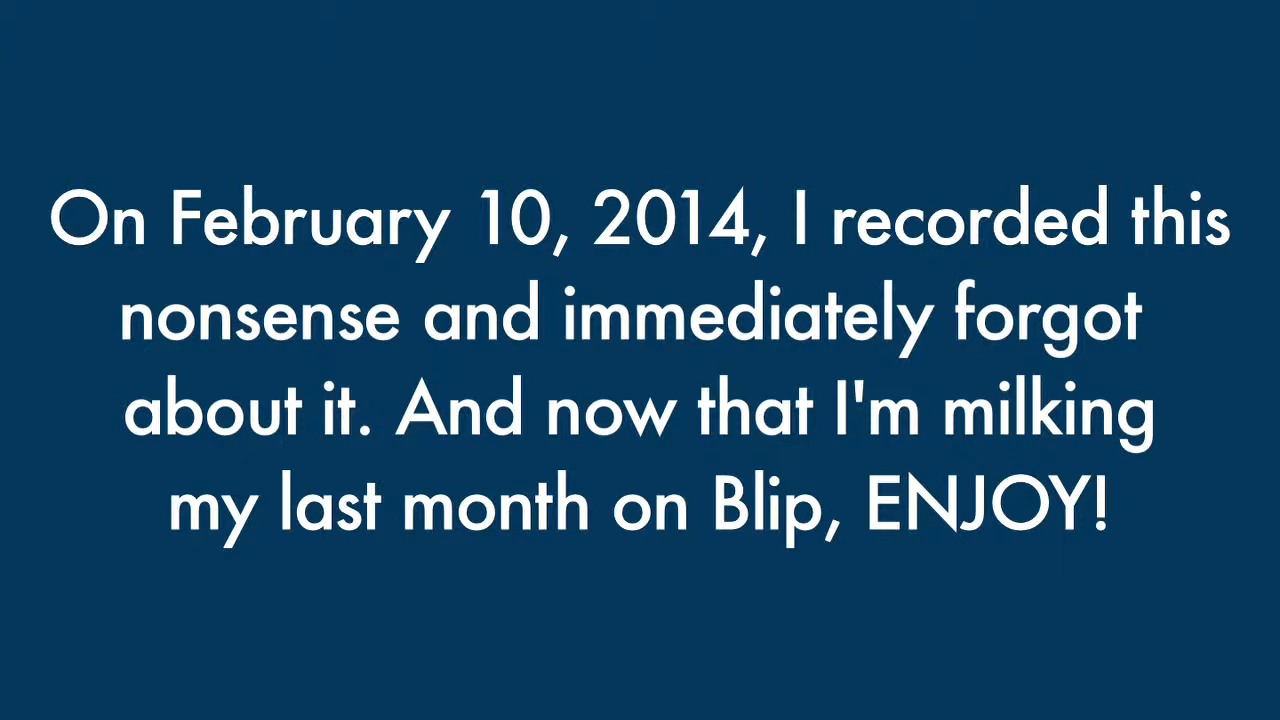 On February 10, 2014, I recorded this
nonsense and immediately forgot
about it. And now that I'm milking
my last month on Blip, ENJOY!